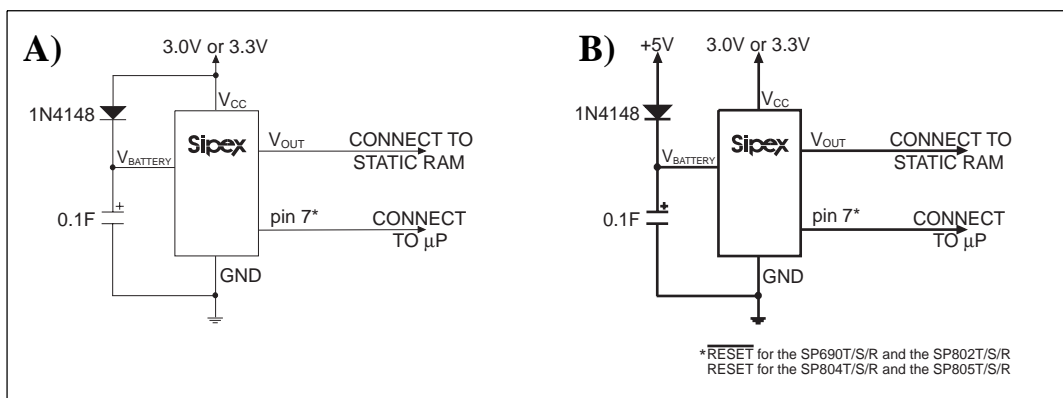 A)
3.0V or 3.3V
VCC
1N4148
Sipex
VBATTERY
VOUT
CONNECT TO
STATIC RAM
0.1F
+
pin 7*
CONNECT
TO µP
GND
B)
+5V
3.0V or 3.3V
VCC
1N4148
Sipex
VBATTERY
VOUT
CONNECT TO
STATIC RAM
0.1F
+
pin 7*
CONNECT
TO µP
GND
*RESET for the SP690T/S/R and the SP802T/S/R
RESET for the SP804T/S/R and the SP805T/S/R